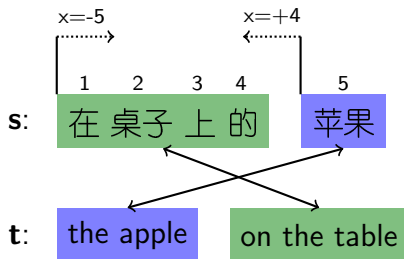 x=-5 x=+4
1 2 3 4 5
s: 在 桌子 上 的 苹果
t: the apple on the table